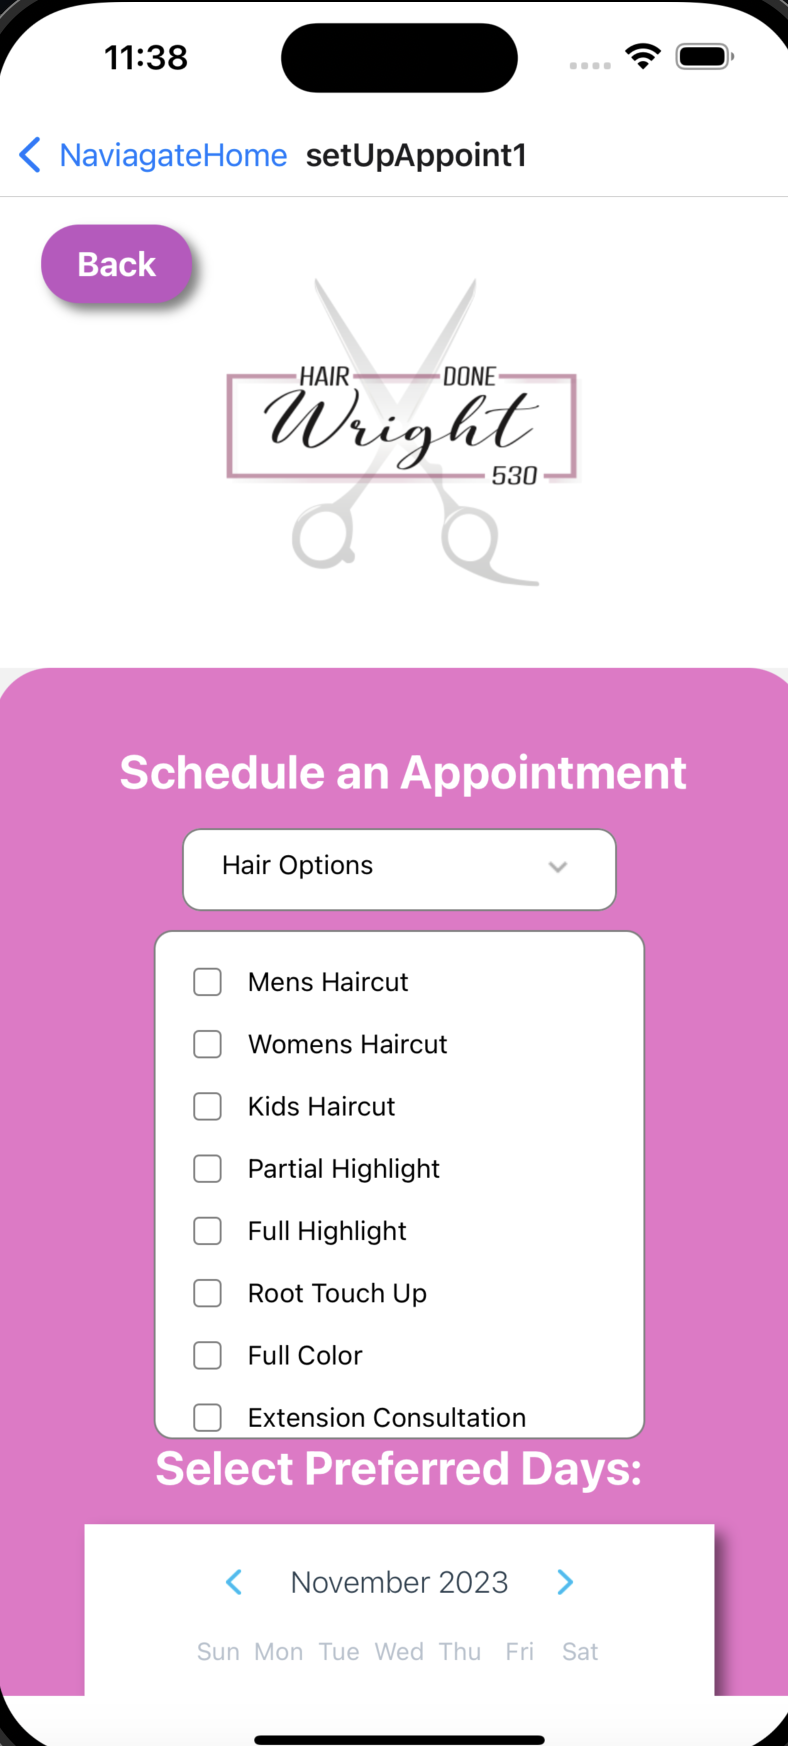 11:38
NaviagateHome setUpAppoint1
Back
HAIR DONE
Wright
530
Schedule an Appointment
Hair Options
Mens Haircut
Womens Haircut
Kids Haircut
Partial Highlight
Full Highlight
Root Touch Up
Full Color
Extension Consultation
Select Preferred Days:
November 2023
Sun Mon Tue Wed Thu Fri Sat